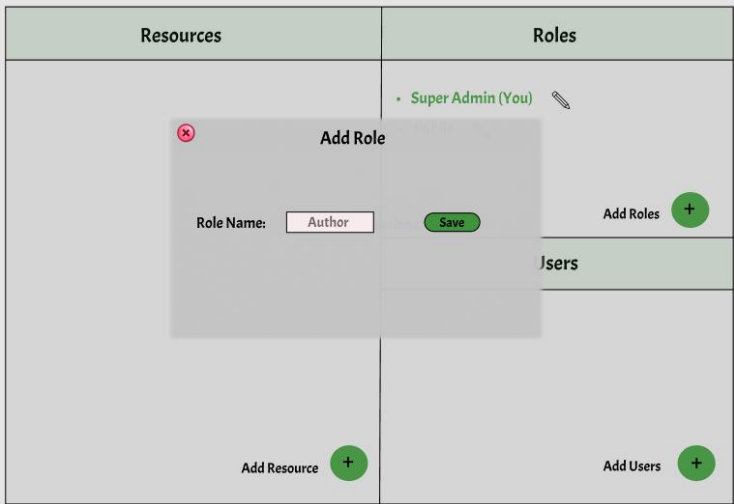 Resources
Roles
• Super Admin (You)
Add Role
Role Name: Author Save
Add Roles +
Users
Add Resource +
Add Users +